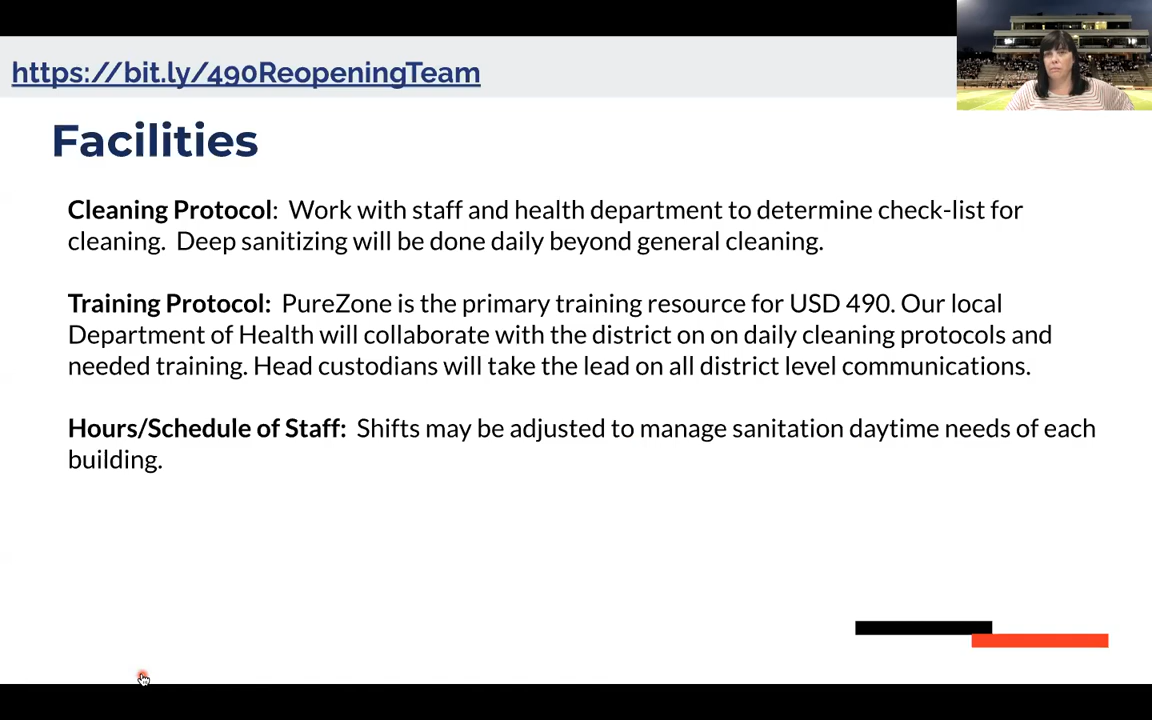 https://bit.ly/490ReopeningTeam
Facilities
Cleaning Protocol:  Work with staff and health department to determine check-list for
cleaning.  Deep sanitizing will be done daily beyond general cleaning.
Training Protocol:  PureZone is the primary training resource for USD 490. Our local
Department of Health will collaborate with the district on on daily cleaning protocols and
needed training. Head custodians will take the lead on all district level communications.
Hours/Schedule of Staff:  Shifts may be adjusted to manage sanitation daytime needs of each
building.